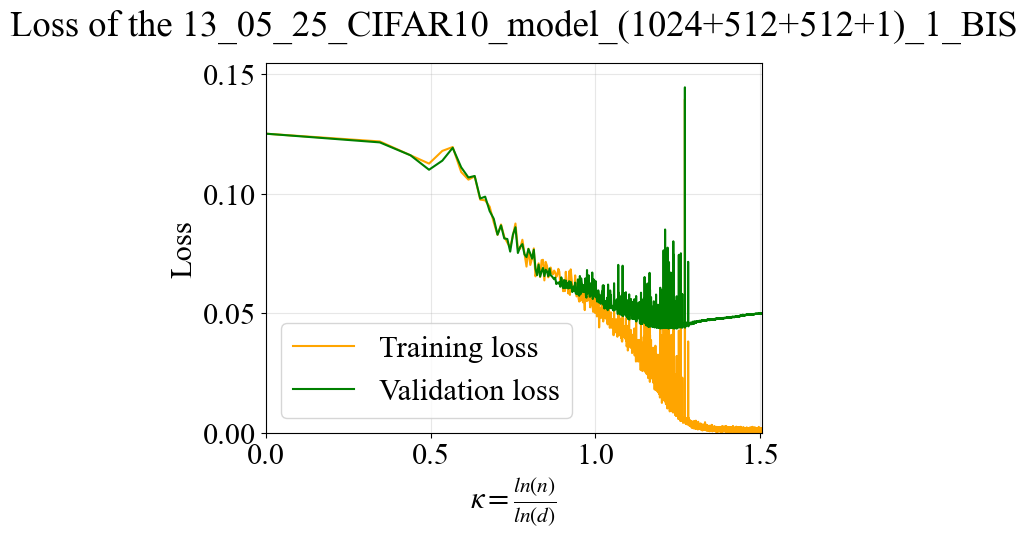 Loss of the 13_05_25_CIFAR10_model_(1024+512+512+1)_1_BIS
0.15
0.10
0.05
0.00
Loss
Training loss
Validation loss
0.0 0.5 1.0 1.5
κ = ln(n)/ln(d)